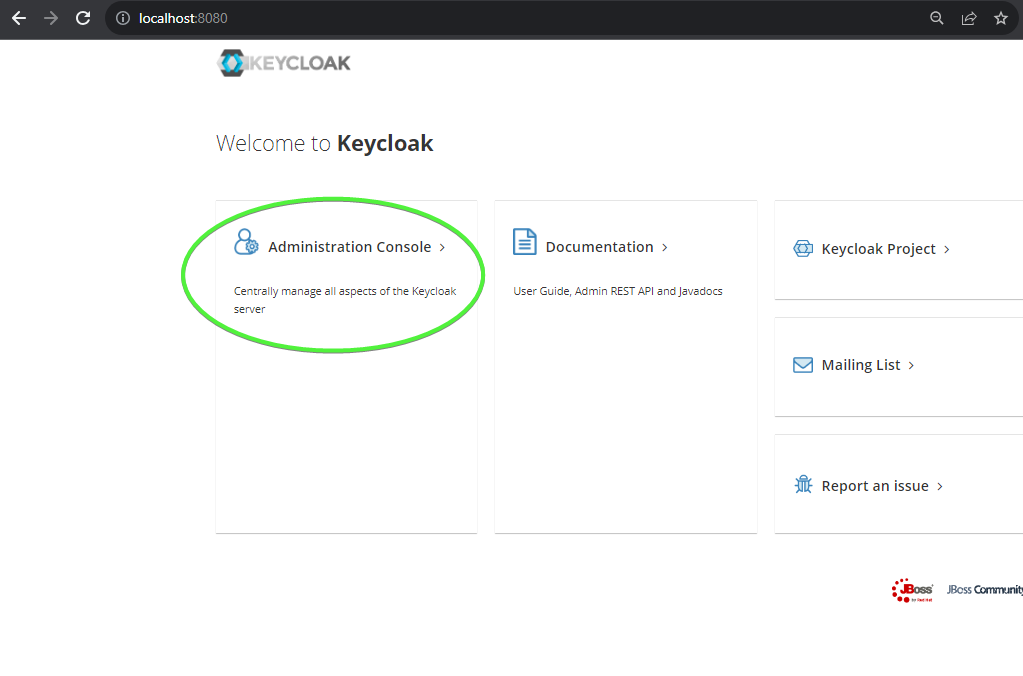 localhost:8080
KEYCLOAK
Welcome to Keycloak
Administration Console
Centrally manage all aspects of the Keycloak
server
Documentation
User Guide, Admin REST API and Javadocs
Keycloak Project
Mailing List
Report an issue
JBoss
by Red Hat
JBoss Community